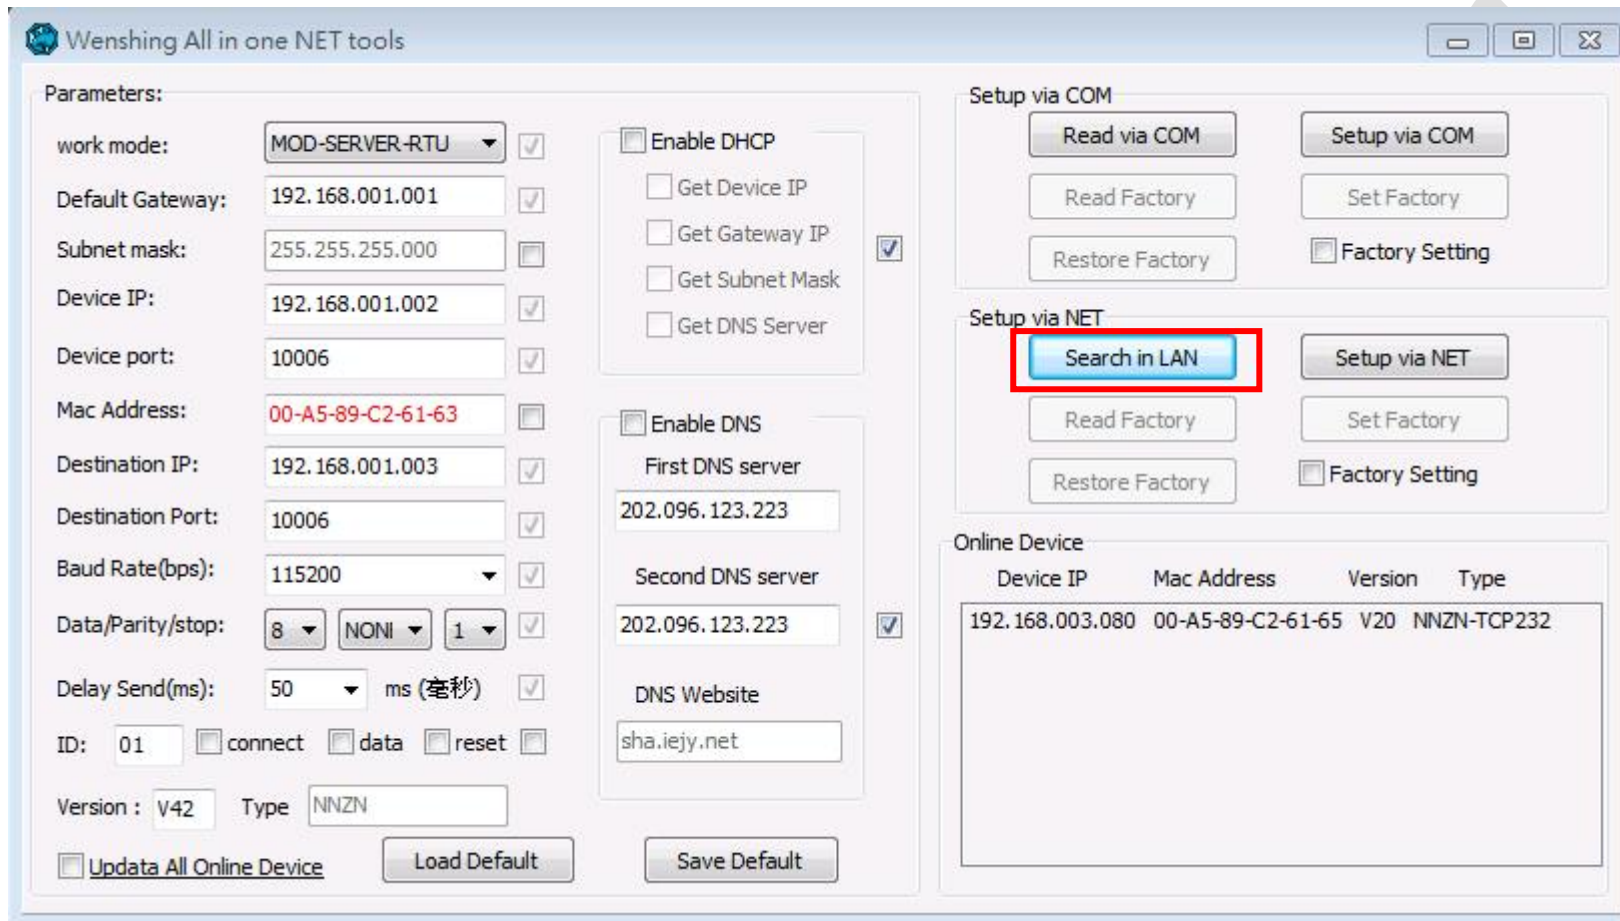 Wenshing All in one NET tools
Parameters:
work mode: MOD-SERVER-RTU
Default Gateway: 192.168.001.001
Subnet mask: 255.255.255.000
Device IP: 192.168.001.002
Device port: 10006
Mac Address: 00-A5-89-C2-61-63
Destination IP: 192.168.001.003
Destination Port: 10006
Baud Rate(bps): 115200
Data/Parity/stop: 8 NONI 1
Delay Send(ms): 50 ms (毫秒)
ID: 01 connect data reset
Version : V42 Type NNZN
Updata All Online Device Load Default Save Default
Enable DHCP
Get Device IP
Get Gateway IP
Get Subnet Mask
Get DNS Server
Enable DNS
First DNS server
202.096.123.223
Second DNS server
202.096.123.223
DNS Website
sha.iejy.net
Setup via COM
Read via COM Setup via COM
Read Factory Set Factory
Restore Factory Factory Setting
Setup via NET
Search in LAN Setup via NET
Read Factory Set Factory
Restore Factory Factory Setting
Online Device
Device IP Mac Address Version Type
192.168.003.080 00-A5-89-C2-61-65 V20 NNZN-TCP232